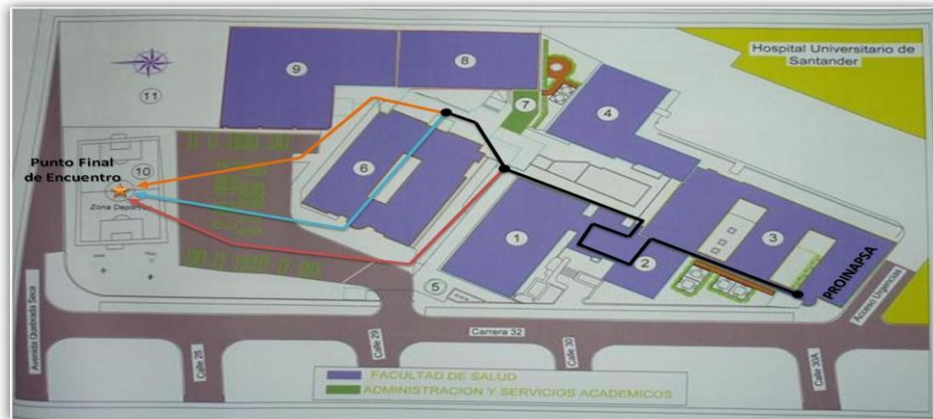 Hospital Universitario de
Santander
9
8
11
7
4
Punto Final
de Encuentro
10
6
Zona Deportiva
1
3
2
PROINAPSA
5
Acceso Urgencias
Avenida Quebrada Seca
Carrera 32
Calle 28
Calle 29
Calle 30
Calle 30A
FACULTAD DE SALUD
ADMINISTRACION Y SERVICIOS ACADEMICOS